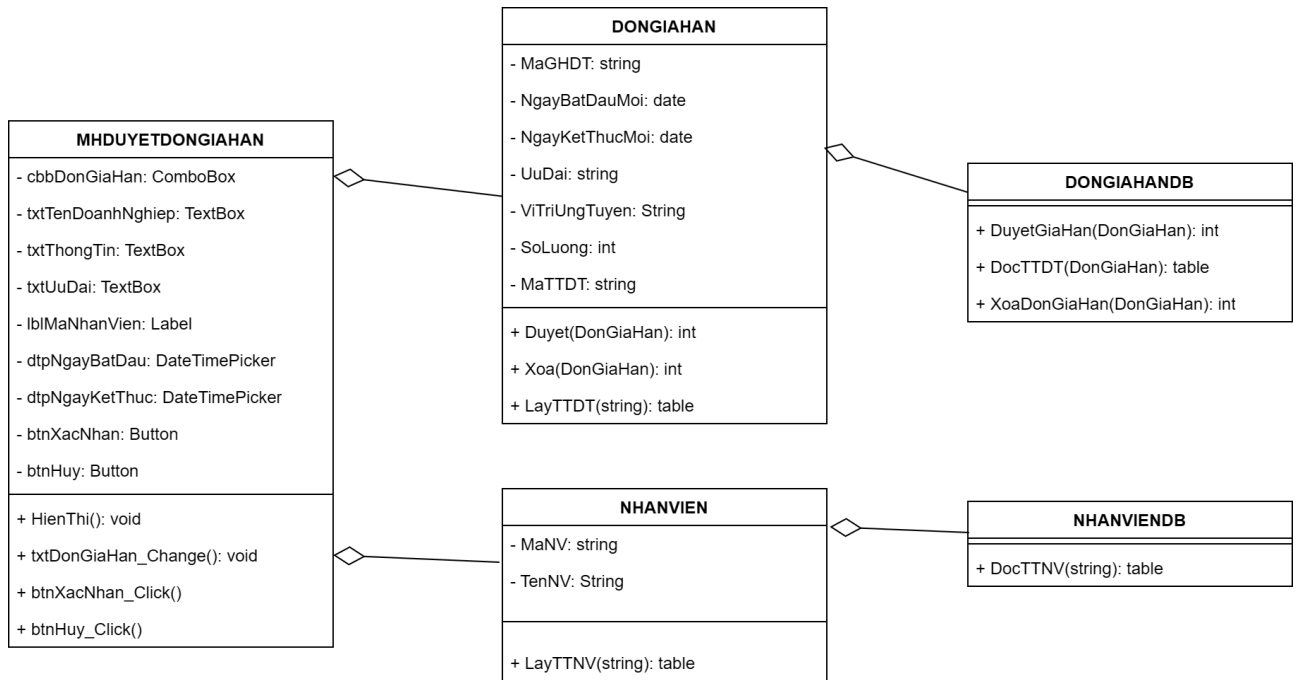 MHDUYETDONGIAHAN
- cbbDonGiaHan: ComboBox
- txtTenDoanhNghiep: TextBox
- txtThongTin: TextBox
- txtUuDai: TextBox
- lblMaNhanVien: Label
- dtpNgayBatDau: DateTimePicker
- dtpNgayKetThuc: DateTimePicker
- btnXacNhan: Button
- btnHuy: Button
+ HienThi(): void
+ txtDonGiaHan_Change(): void
+ btnXacNhan_Click()
+ btnHuy_Click()
DONGIAHAN
- MaGHDT: string
- NgayBatDauMoi: date
- NgayKetThucMoi: date
- UuDai: string
- ViTriUngTuyen: String
- SoLuong: int
- MaTTDT: string
+ Duyet(DonGiaHan): int
+ Xoa(DonGiaHan): int
+ LayTTDT(string): table
DONGIAHANDB
+ DuyetGiaHan(DonGiaHan): int
+ DocTTDT(DonGiaHan): table
+ XoaDonGiaHan(DonGiaHan): int
NHANVIEN
- MaNV: string
- TenNV: String
+ LayTTNV(string): table
NHANVIENDB
+ DocTTNV(string): table